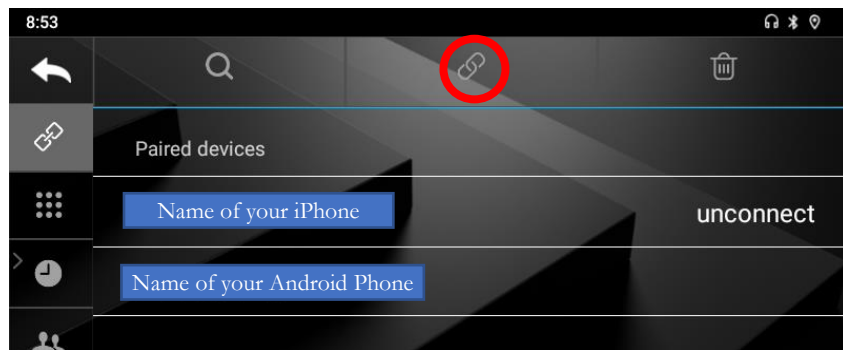 8:53
Paired devices
Name of your iPhone
unconnect
Name of your Android Phone